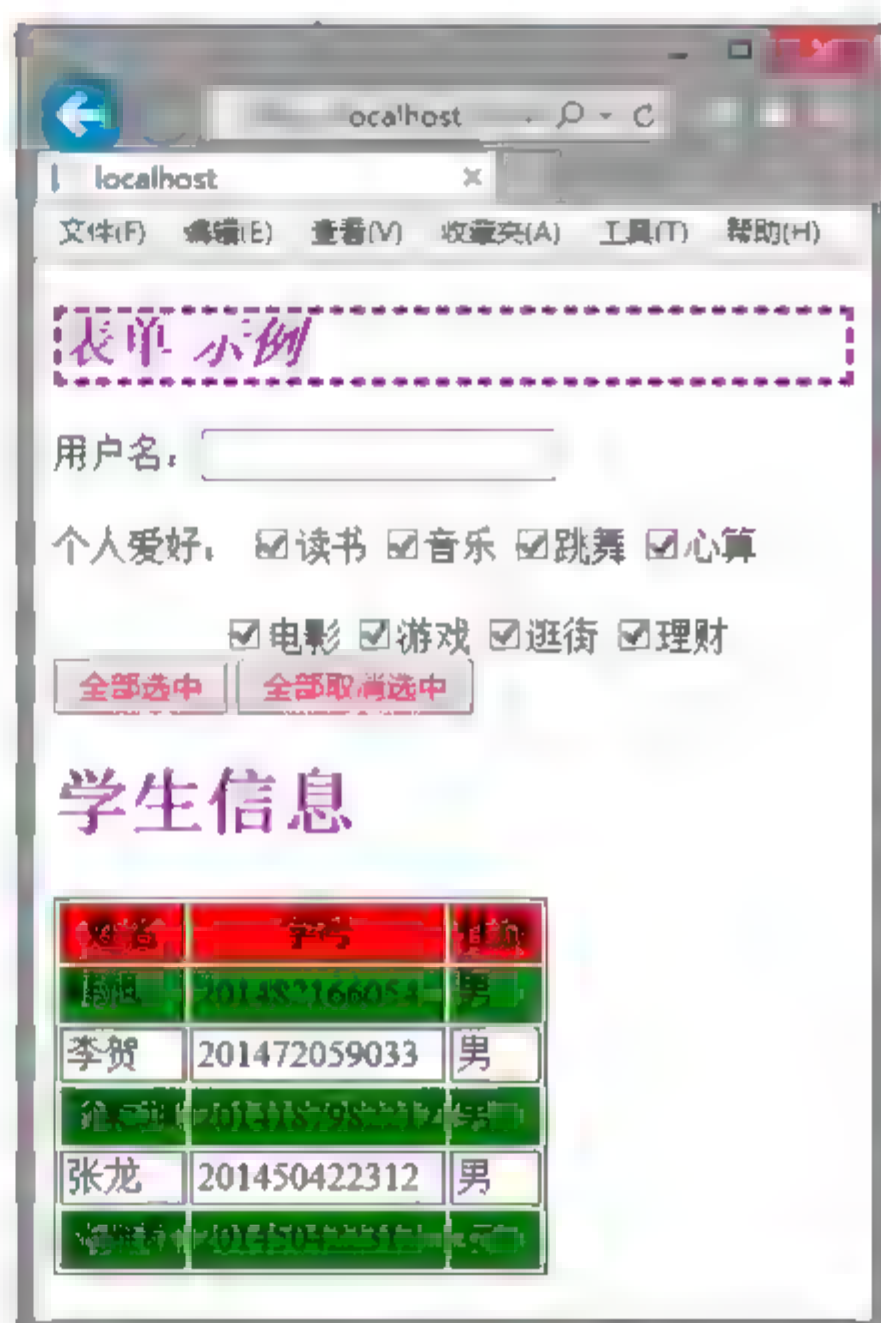 ocalhost
localhost
文件(F) 编辑(E) 查看(V) 收藏夹(A) 工具(T) 帮助(H)
表单 示例
用户名:
个人爱好: 读书 音乐 跳舞 心算
电影 游戏 逛街 理财
全部选中 全部取消选中
学生信息
学号
201482166054 男
李贺 201472059033 男
张龙 201450422312 男